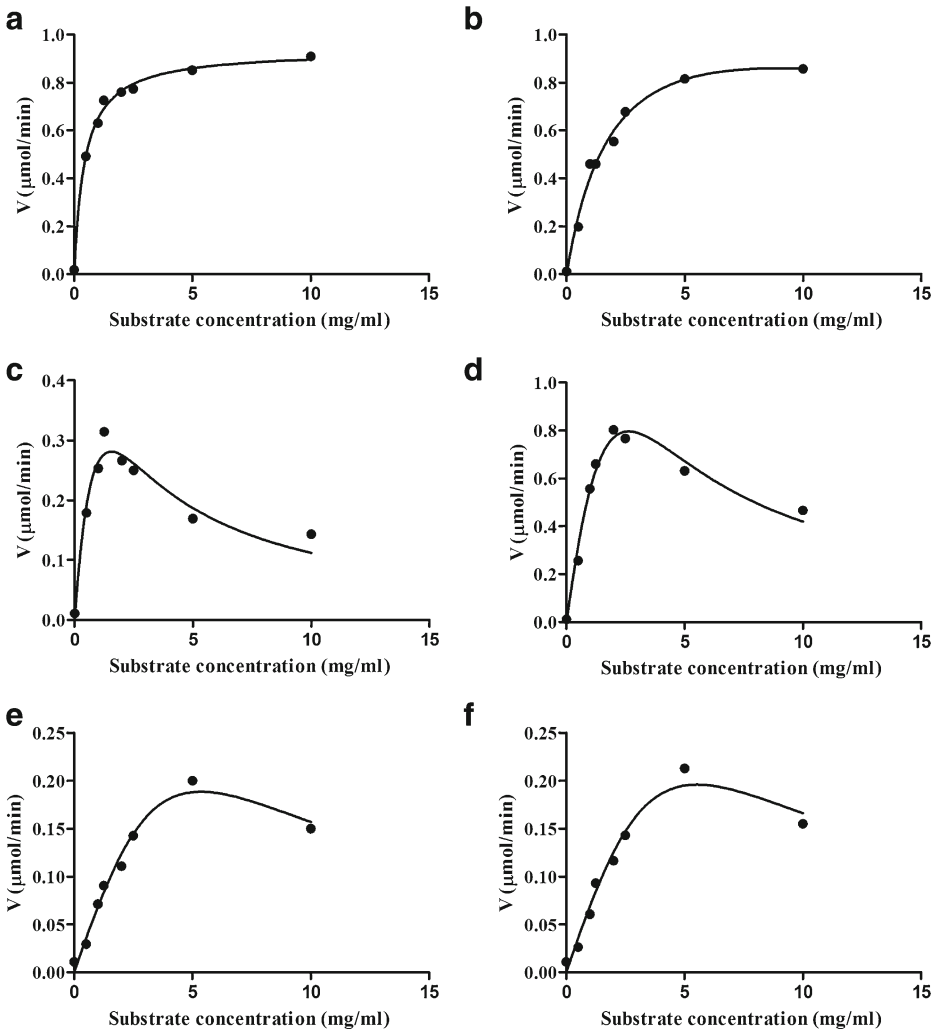 a
1.0
0.8
0.6
0.4
0.2
0.0
V (μmol/min)
0 5 10 15
Substrate concentration (mg/ml)
b
1.0
0.8
0.6
0.4
0.2
0.0
V (μmol/min)
0 5 10 15
Substrate concentration (mg/ml)
c
0.4
0.3
0.2
0.1
0.0
V (μmol/min)
0 5 10 15
Substrate concentration (mg/ml)
d
1.0
0.8
0.6
0.4
0.2
0.0
V (μmol/min)
0 5 10 15
Substrate concentration (mg/ml)
e
0.25
0.20
0.15
0.10
0.05
0.00
V (μmol/min)
0 5 10 15
Substrate concentration (mg/ml)
f
0.25
0.20
0.15
0.10
0.05
0.00
V (μmol/min)
0 5 10 15
Substrate concentration (mg/ml)